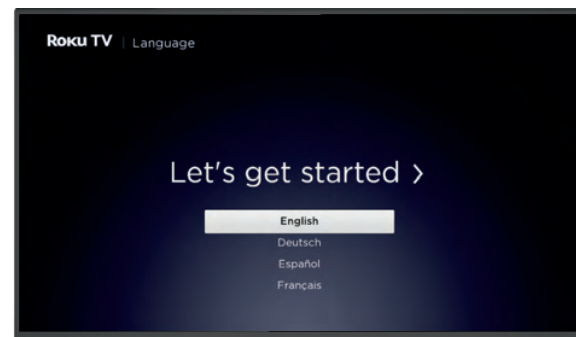 Roku TV | Language
Let's get started >
English
Deutsch
Español
Français